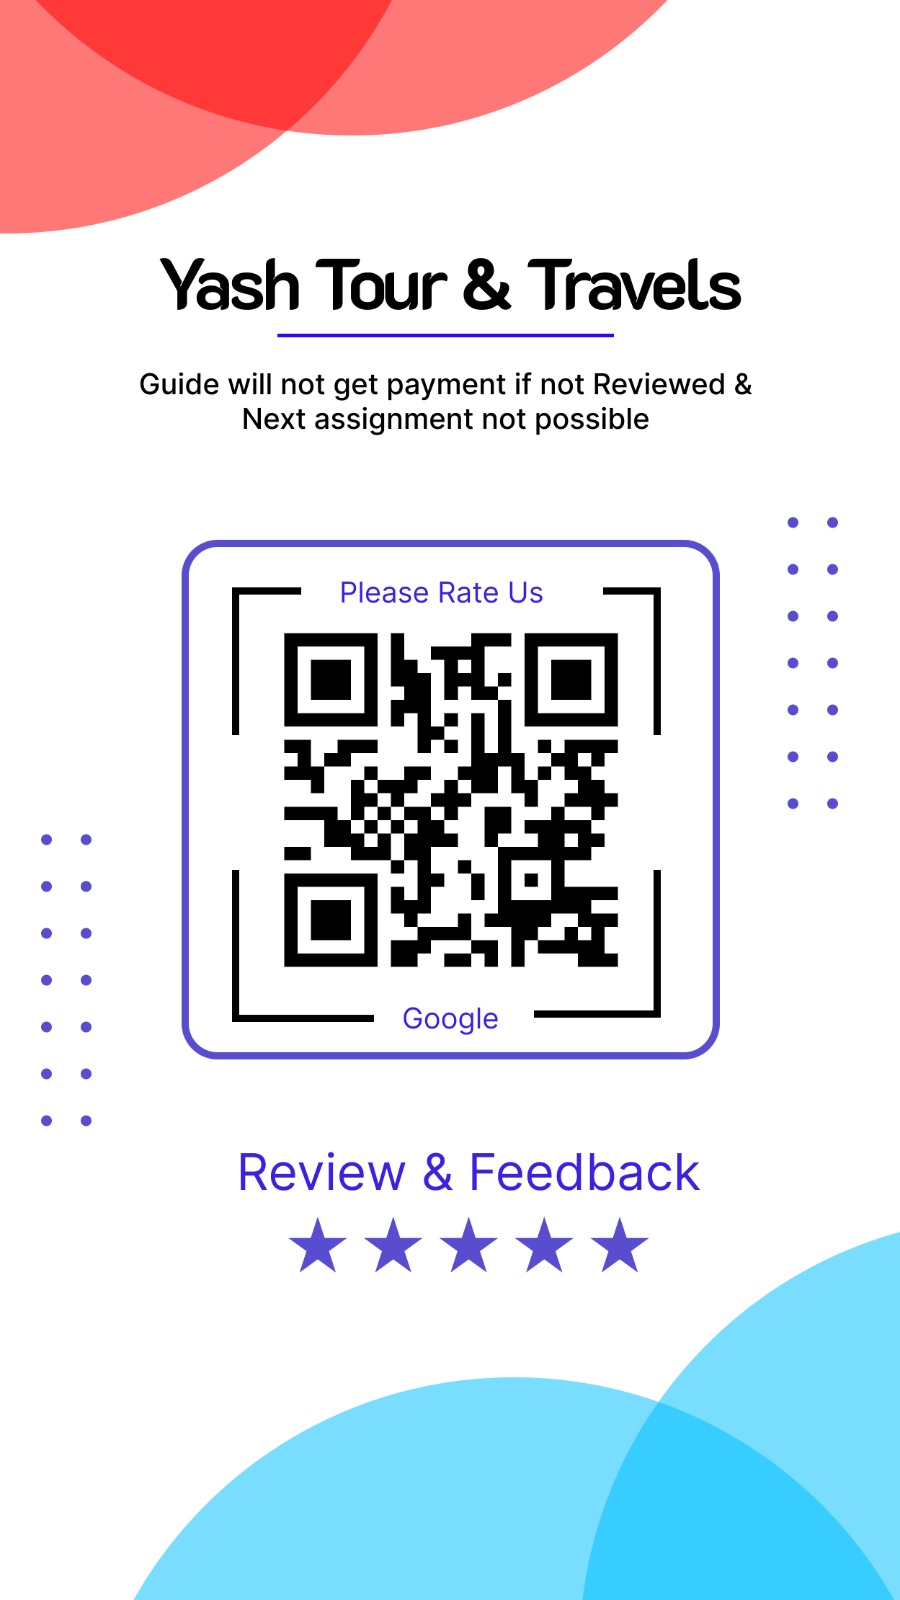 Yash Tour & Travels
Guide will not get payment if not Reviewed &
Next assignment not possible
Please Rate Us
Google
Review & Feedback